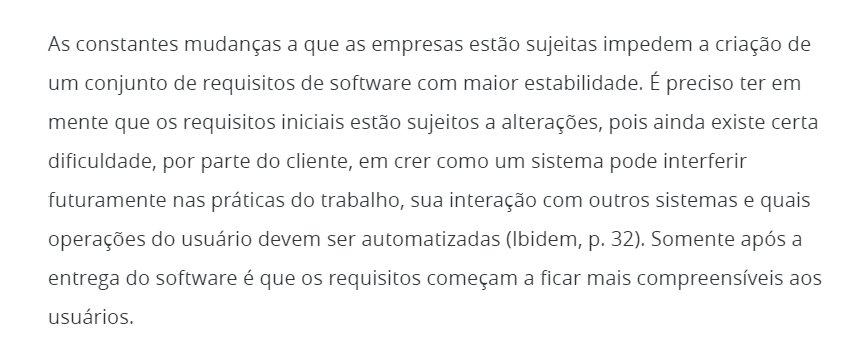 As constantes mudanças a que as empresas estão sujeitas impedem a criação de
um conjunto de requisitos de software com maior estabilidade. É preciso ter em
mente que os requisitos iniciais estão sujeitos a alterações, pois ainda existe certa
dificuldade, por parte do cliente, em crer como um sistema pode interferir
futuramente nas práticas do trabalho, sua interação com outros sistemas e quais
operações do usuário devem ser automatizadas (Ibidem, p. 32). Somente após a
entrega do software é que os requisitos começam a ficar mais compreensíveis aos
usuários.